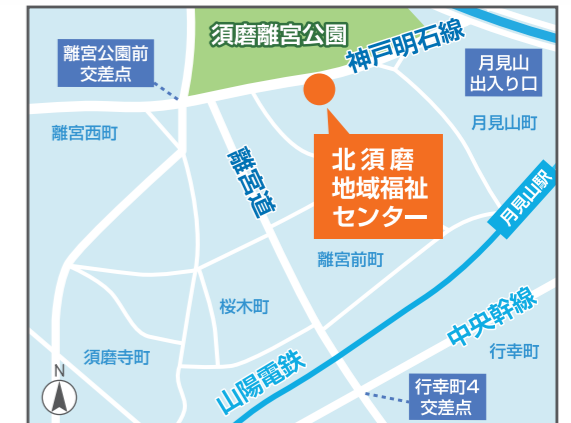 須磨離宮公園
離宮公園前
交差点
神戸明石線
月見山
出入り口
離宮西町
月見山町
離宮道
北須磨
地域福祉
センター
月見山駅
離宮前町
桜木町
中央幹線
須磨寺町
山陽電鉄
行幸町
行幸町4
交差点
N